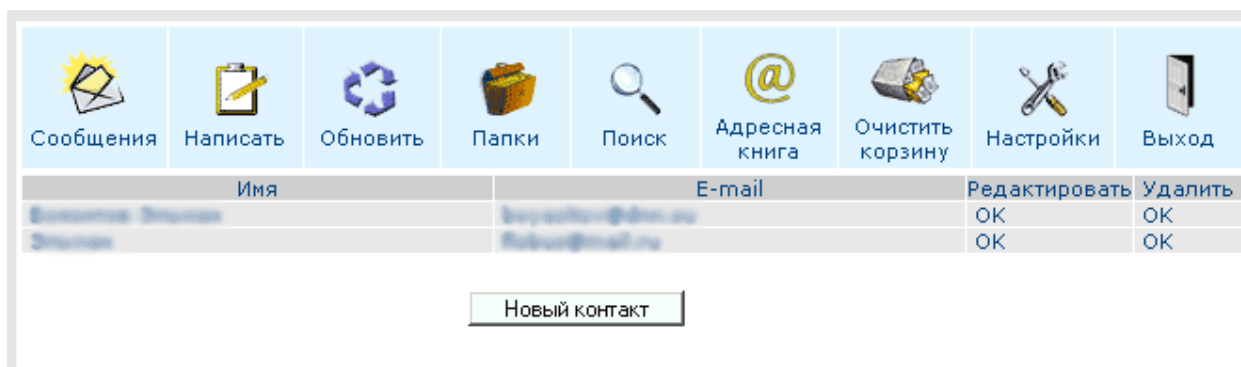 Сообщения Написать Обновить Папки Поиск Адресная книга Очистить корзину Настройки Выход
Имя E-mail Редактировать Удалить
OK OK
OK OK
Новый контакт